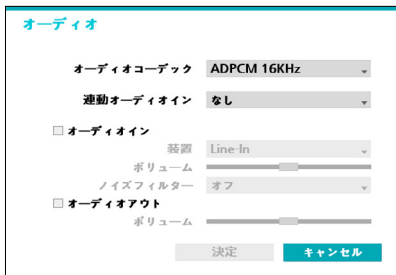 オーディオ
オーディオコーデック ADPCM 16KHz
連動オーディオイン なし
オーディオイン
装置 Line-In
ボリューム
ノイズフィルター オフ
オーディオアウト
ボリューム
決定 キャンセル